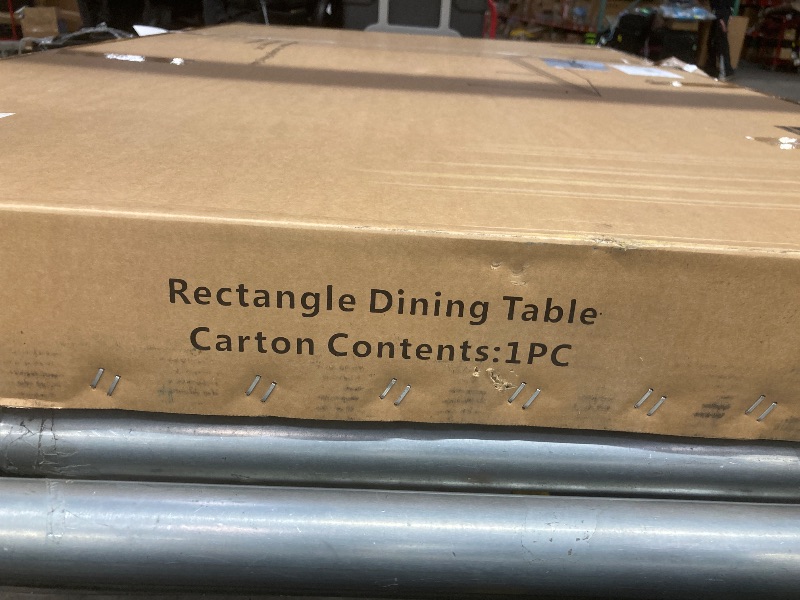 Rectangle Dining Table
Carton Contents:1PC